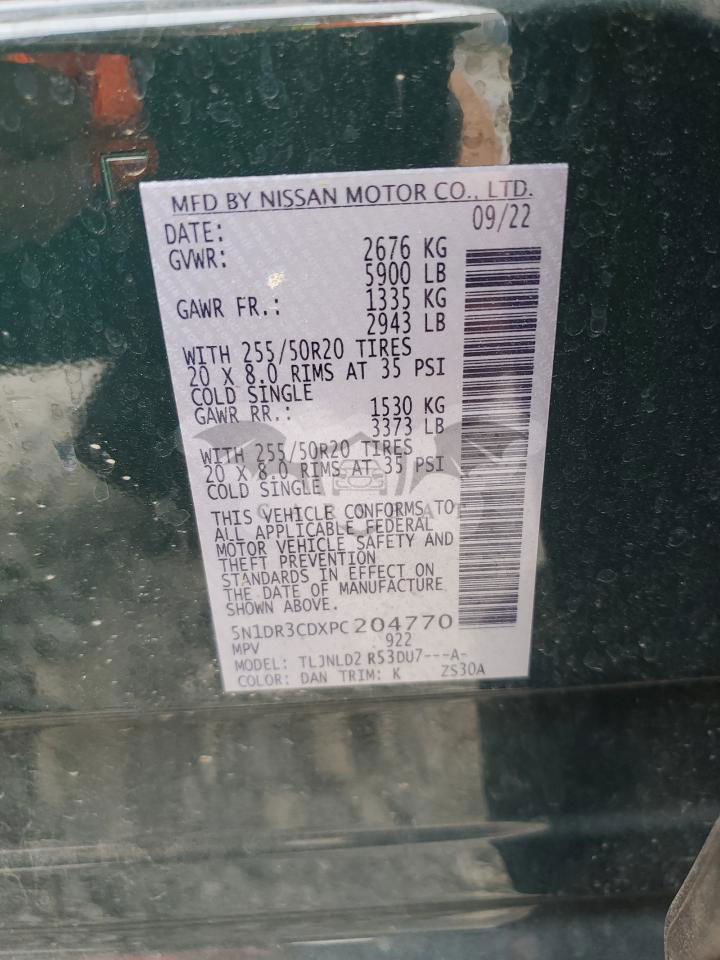 MFD BY NISSAN MOTOR CO., LTD.
DATE: 09/22
GVWR: 2676 KG
5900 LB
GAWR FR.: 1335 KG
2943 LB
WITH 255/50R20 TIRES
20 X 8.0 RIMS AT 35 PSI
COLD SINGLE
GAWR RR.: 1530 KG
3373 LB
WITH 255/50R20 TIRES
20 X 8.0 RIMS AT 35 PSI
COLD SINGLE
THIS VEHICLE CONFORMS TO
ALL APPLICABLE FEDERAL
MOTOR VEHICLE SAFETY AND
THEFT PREVENTION
STANDARDS IN EFFECT ON
THE DATE OF MANUFACTURE
SHOWN ABOVE.
5N1DR3CDXPC204770
MPV 922
MODEL: TLJNLD2 R53DU7---A-
COLOR: DAN TRIM: K ZS30A